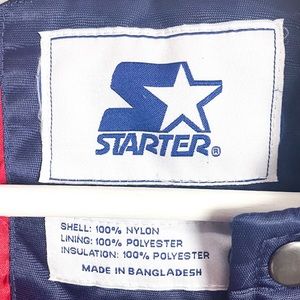 STARTER®
SHELL: 100% NYLON
LINING: 100% POLYESTER
INSULATION: 100% POLYESTER
MADE IN BANGLADESH